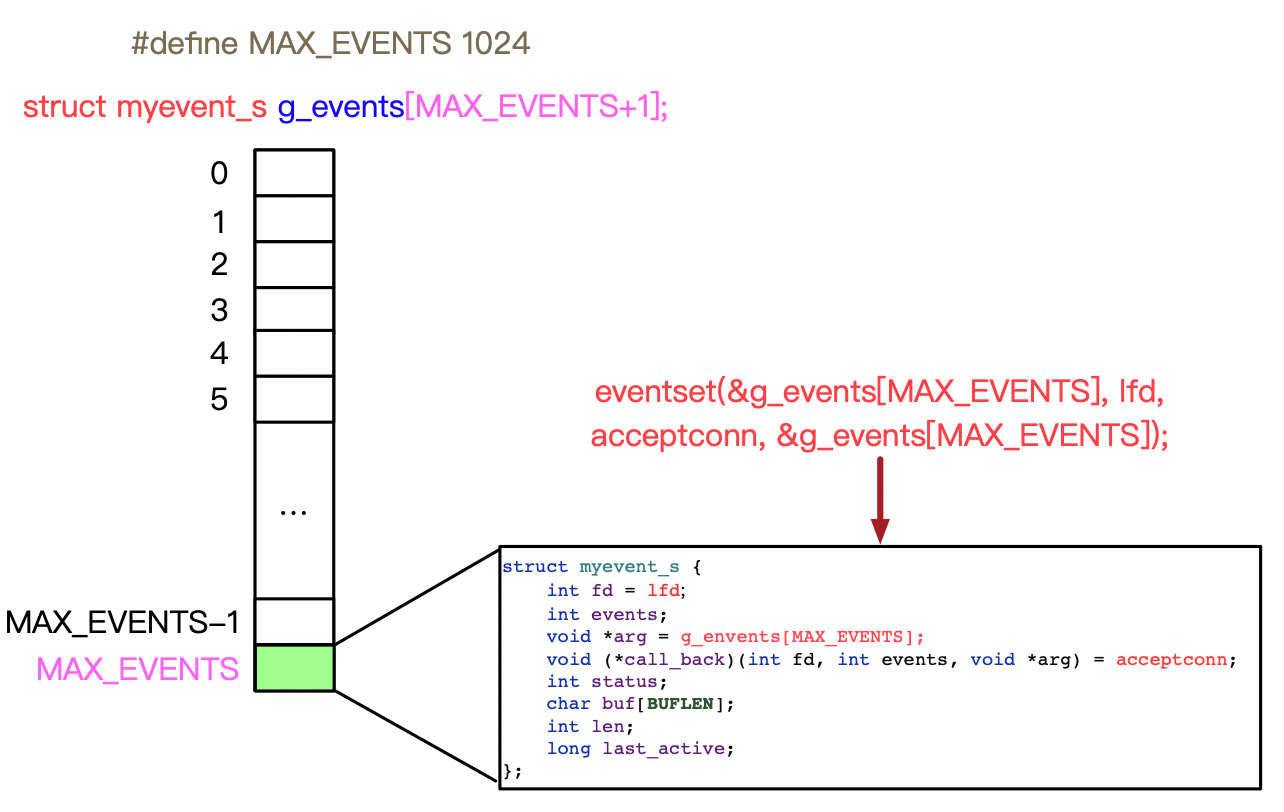 #define MAX_EVENTS 1024
struct myevent_s g_events[MAX_EVENTS+1];
0
1
2
3
4
5
...
MAX_EVENTS-1
MAX_EVENTS
eventset(&g_events[MAX_EVENTS], lfd,
acceptconn, &g_events[MAX_EVENTS]);
struct myevent_s {
    int fd = lfd;
    int events;
    void *arg = g_envents[MAX_EVENTS];
    void (*call_back)(int fd, int events, void *arg) = acceptconn;
    int status;
    char buf[BUFLEN];
    int len;
    long last_active;
};